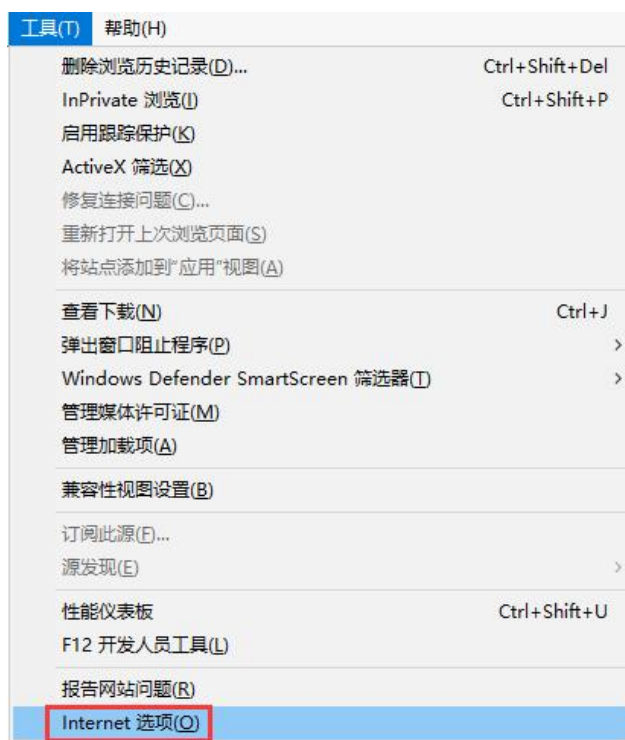 工具(T) 帮助(H)
删除浏览历史记录(D)... Ctrl+Shift+Del
InPrivate 浏览(I) Ctrl+Shift+P
启用跟踪保护(K)
ActiveX 筛选(X)
修复连接问题(C)...
重新打开上次浏览页面(S)
将站点添加到“应用”视图(A)
查看下载(N) Ctrl+J
弹出窗口阻止程序(P)
Windows Defender SmartScreen 筛选器(T)
管理媒体许可证(M)
管理加载项(A)
兼容性视图设置(B)
订阅此源(F)...
源发现(E)
性能仪表板 Ctrl+Shift+U
F12 开发人员工具(L)
报告网站问题(R)
Internet 选项(O)